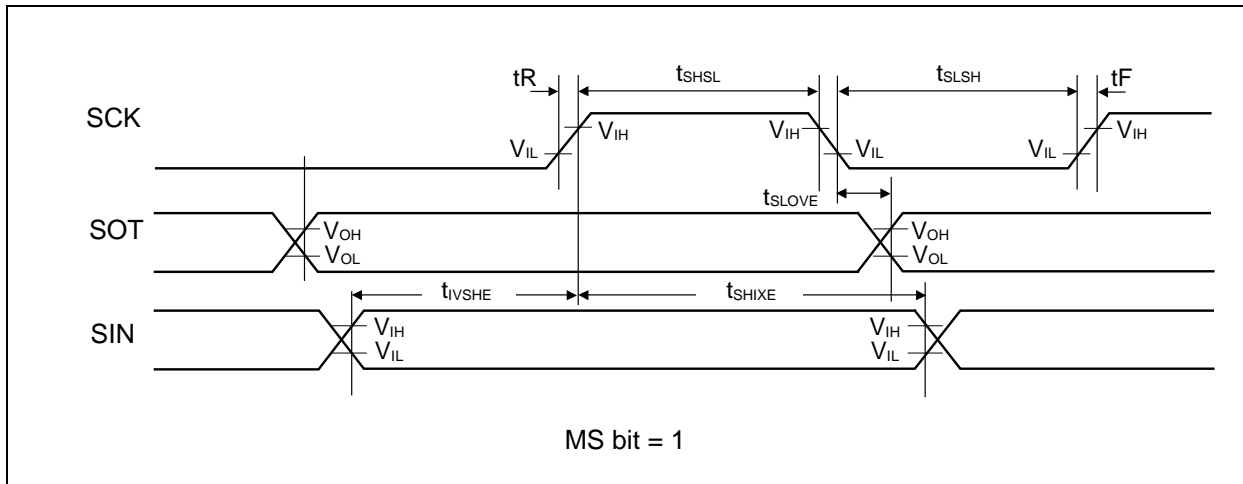 tR tSHSL tSLSH tF
SCK
VIH VIH VIH
VIL VIL VIL
tSLOVE
SOT
VOH VOH
VOL VOL
tIVSHE tSHIXE
SIN
VIH VIH
VIL VIL
MS bit = 1